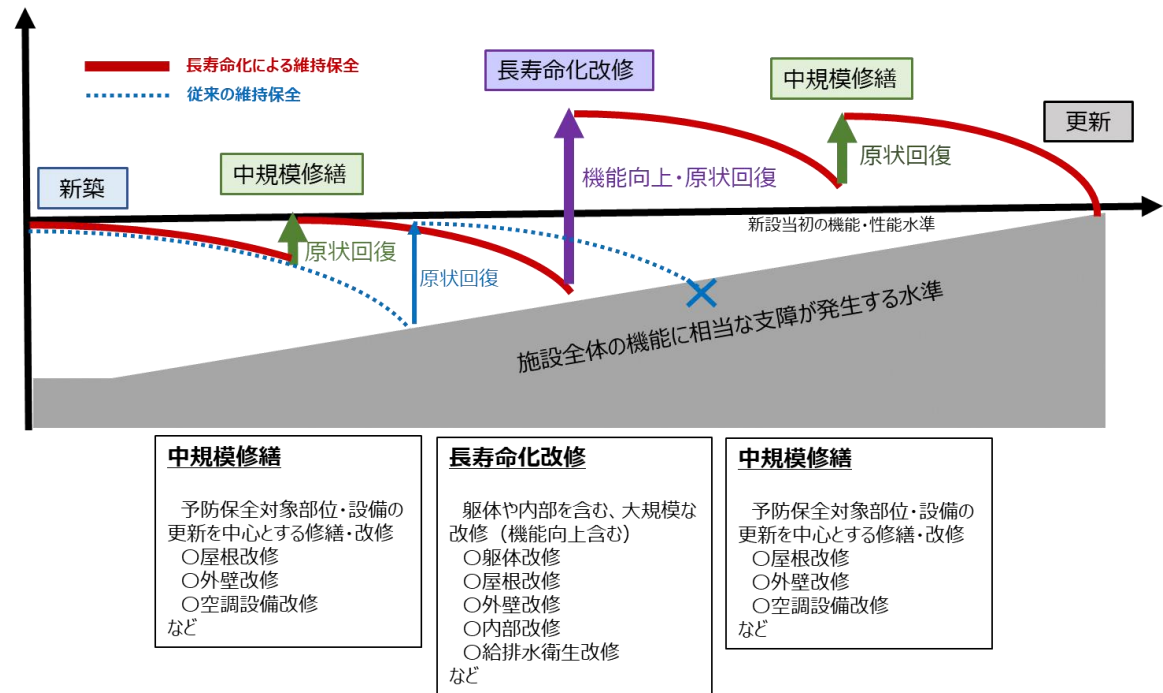 長寿命化による維持保全
従来の維持保全
新築
中規模修繕
長寿命化改修
中規模修繕
更新
原状回復
原状回復
機能向上・原状回復
原状回復
新設当初の機能・性能水準
施設全体の機能に相当な支障が発生する水準
中規模修繕
予防保全対象部位・設備の
更新を中心とする修繕・改修
○屋根改修
○外壁改修
○空調設備改修
など
長寿命化改修
躯体や内部を含む、大規模な
改修（機能向上含む）
○躯体改修
○屋根改修
○外壁改修
○内部改修
○給排水衛生改修
など
中規模修繕
予防保全対象部位・設備の
更新を中心とする修繕・改修
○屋根改修
○外壁改修
○空調設備改修
など